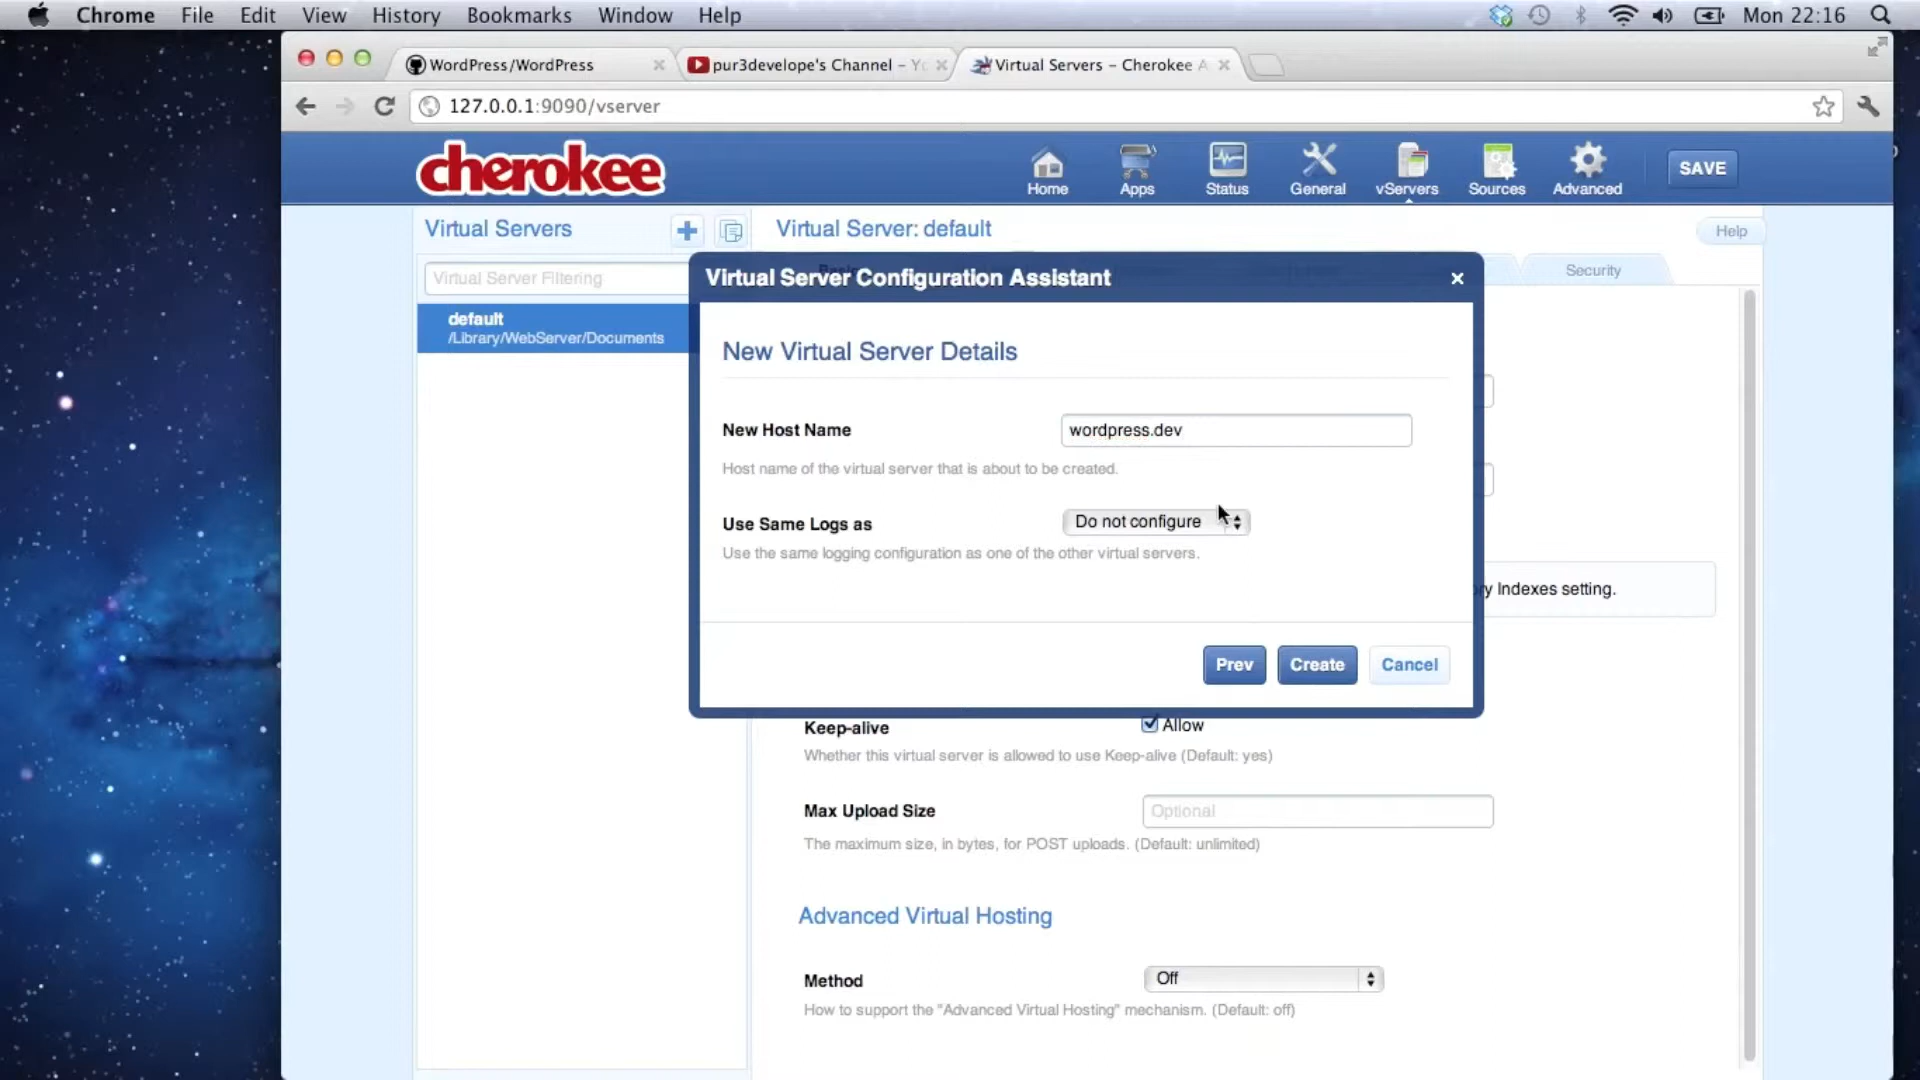 Chrome File Edit View History Bookmarks Window Help Mon 22:16
WordPress/WordPress
pur3develope's Channel – Yo
Virtual Servers – Cherokee A
127.0.0.1:9090/vserver
cherokee
Home
Apps
Status
General
vServers
Sources
Advanced
SAVE
Virtual Servers
Virtual Server: default
Help
Virtual Server Filtering
Security
default
/Library/WebServer/Documents
Virtual Server Configuration Assistant
New Virtual Server Details
New Host Name
wordpress.dev
Host name of the virtual server that is about to be created.
Use Same Logs as
Do not configure
Use the same logging configuration as one of the other virtual servers.
Indexes setting.
Prev
Create
Cancel
Keep-alive
Allow
Whether this virtual server is allowed to use Keep-alive (Default: yes)
Max Upload Size
Optional
The maximum size, in bytes, for POST uploads. (Default: unlimited)
Advanced Virtual Hosting
Method
Off
How to support the "Advanced Virtual Hosting" mechanism. (Default: off)